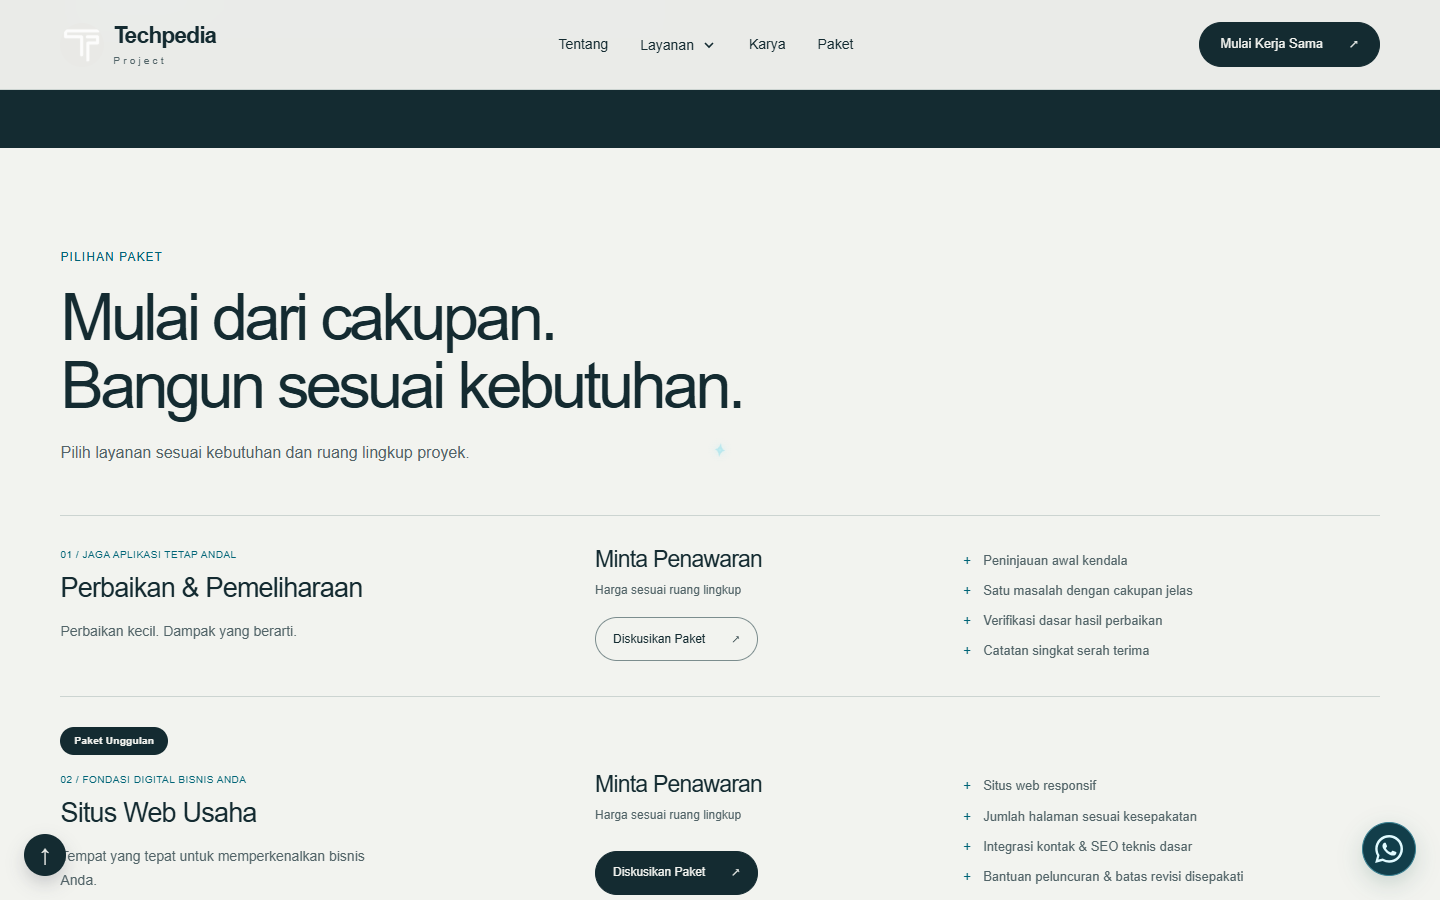 Techpedia
Project
Tentang
Layanan
Karya
Paket
Mulai Kerja Sama ↗
PILIHAN PAKET
Mulai dari cakupan.
Bangun sesuai kebutuhan.
Pilih layanan sesuai kebutuhan dan ruang lingkup proyek.
01 / JAGA APLIKASI TETAP ANDAL
Perbaikan & Pemeliharaan
Perbaikan kecil. Dampak yang berarti.
Minta Penawaran
Harga sesuai ruang lingkup
Diskusikan Paket ↗
+ Peninjauan awal kendala
+ Satu masalah dengan cakupan jelas
+ Verifikasi dasar hasil perbaikan
+ Catatan singkat serah terima
Paket Unggulan
02 / FONDASI DIGITAL BISNIS ANDA
Situs Web Usaha
Tempat yang tepat untuk memperkenalkan bisnis
Anda.
Minta Penawaran
Harga sesuai ruang lingkup
Diskusikan Paket ↗
+ Situs web responsif
+ Jumlah halaman sesuai kesepakatan
+ Integrasi kontak & SEO teknis dasar
+ Bantuan peluncuran & batas revisi disepakati
↑